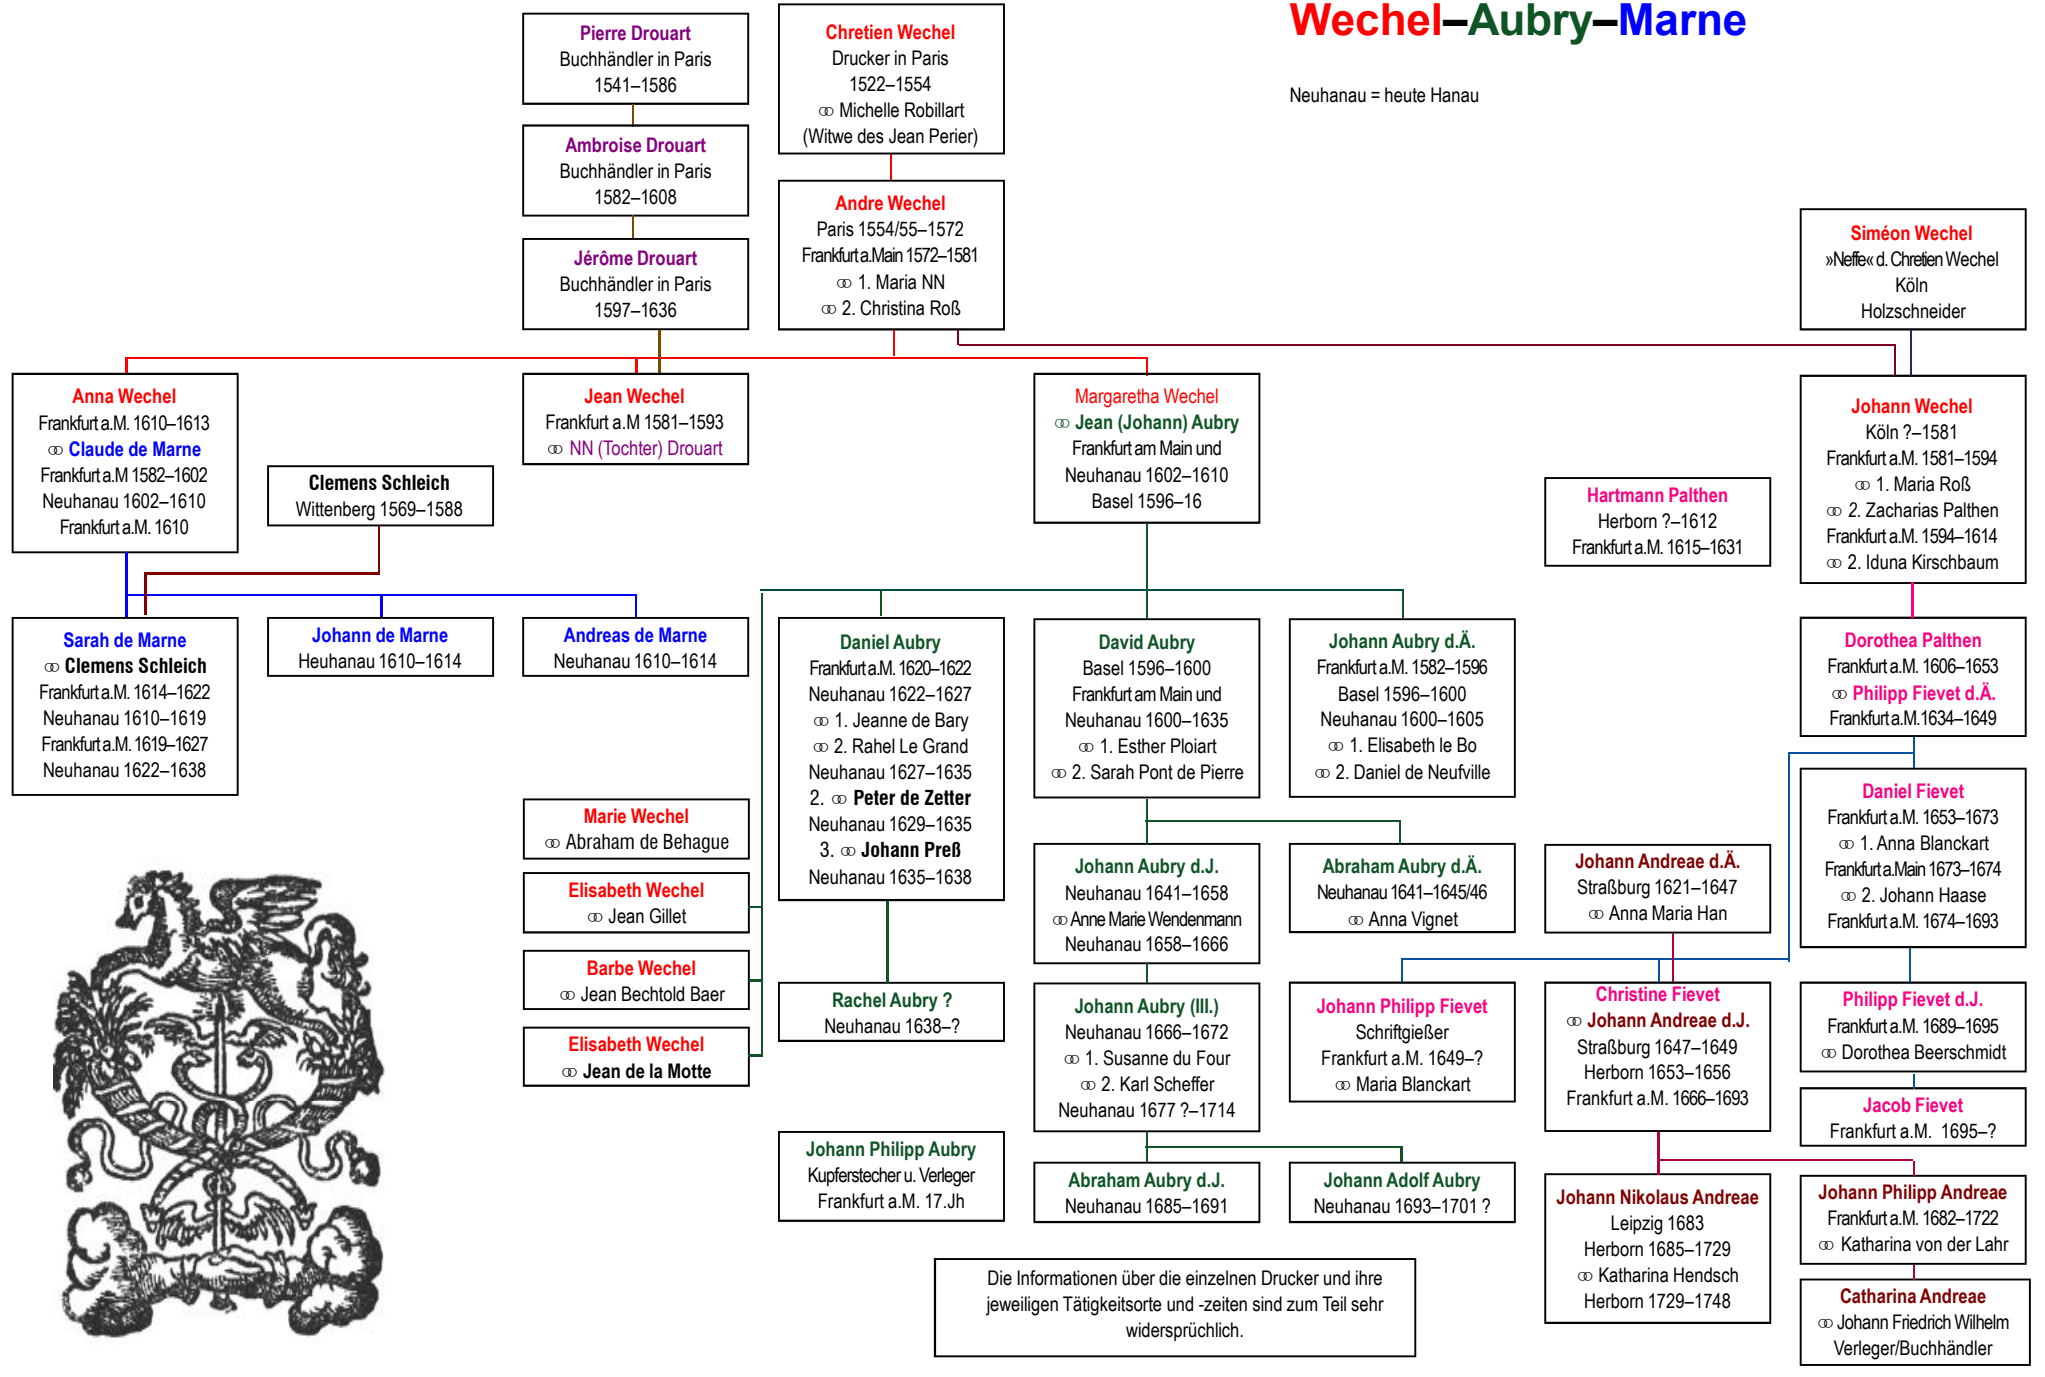 Wechel–Aubry–Marne
Neuhanau = heute Hanau
Pierre Drouart
Buchhändler in Paris
1541–1586
Chretien Wechel
Drucker in Paris
1522–1554
⚭ Michelle Robillart
(Witwe des Jean Perier)
Ambroise Drouart
Buchhändler in Paris
1582–1608
Andre Wechel
Paris 1554/55–1572
Frankfurt a.Main 1572–1581
⚭ 1. Maria NN
⚭ 2. Christina Roß
Jérôme Drouart
Buchhändler in Paris
1597–1636
Siméon Wechel
»Neffe« d. Chretien Wechel
Köln
Holzschneider
Anna Wechel
Frankfurt a.M. 1610–1613
⚭ Claude de Marne
Frankfurt a.M 1582–1602
Neuhanau 1602–1610
Frankfurt a.M. 1610
Clemens Schleich
Wittenberg 1569–1588
Jean Wechel
Frankfurt a.M 1581–1593
⚭ NN (Tochter) Drouart
Margaretha Wechel
⚭ Jean (Johann) Aubry
Frankfurt am Main und
Neuhanau 1602–1610
Basel 1596–16
Hartmann Palthen
Herborn ?–1612
Frankfurt a.M. 1615–1631
Johann Wechel
Köln ?–1581
Frankfurt a.M. 1581–1594
⚭ 1. Maria Roß
⚭ 2. Zacharias Palthen
Frankfurt a.M. 1594–1614
⚭ 2. Iduna Kirschbaum
Sarah de Marne
⚭ Clemens Schleich
Frankfurt a.M. 1614–1622
Neuhanau 1610–1619
Frankfurt a.M. 1619–1627
Neuhanau 1622–1638
Johann de Marne
Heuhanau 1610–1614
Andreas de Marne
Neuhanau 1610–1614
Daniel Aubry
Frankfurt a.M. 1620–1622
Neuhanau 1622–1627
⚭ 1. Jeanne de Bary
⚭ 2. Rahel Le Grand
Neuhanau 1627–1635
2. ⚭ Peter de Zetter
Neuhanau 1629–1635
3. ⚭ Johann Preß
Neuhanau 1635–1638
David Aubry
Basel 1596–1600
Frankfurt am Main und
Neuhanau 1600–1635
⚭ 1. Esther Ploiart
⚭ 2. Sarah Pont de Pierre
Johann Aubry d.Ä.
Frankfurt a.M. 1582–1596
Basel 1596–1600
Neuhanau 1600–1605
⚭ 1. Elisabeth le Bo
⚭ 2. Daniel de Neufville
Dorothea Palthen
Frankfurt a.M. 1606–1653
⚭ Philipp Fievet d.Ä.
Frankfurt a.M.1634–1649
Marie Wechel
⚭ Abraham de Behague
Elisabeth Wechel
⚭ Jean Gillet
Barbe Wechel
⚭ Jean Bechtold Baer
Elisabeth Wechel
⚭ Jean de la Motte
Johann Aubry d.J.
Neuhanau 1641–1658
⚭ Anne Marie Wendenmann
Neuhanau 1658–1666
Abraham Aubry d.Ä.
Neuhanau 1641–1645/46
⚭ Anna Vignet
Johann Andreae d.Ä.
Straßburg 1621–1647
⚭ Anna Maria Han
Daniel Fievet
Frankfurt a.M. 1653–1673
⚭ 1. Anna Blanckart
Frankfurt a.Main 1673–1674
⚭ 2. Johann Haase
Frankfurt a.M. 1674–1693
Rachel Aubry ?
Neuhanau 1638–?
Johann Aubry (III.)
Neuhanau 1666–1672
⚭ 1. Susanne du Four
⚭ 2. Karl Scheffer
Neuhanau 1677 ?–1714
Johann Philipp Fievet
Schriftgießer
Frankfurt a.M. 1649–?
⚭ Maria Blanckart
Christine Fievet
⚭ Johann Andreae d.J.
Straßburg 1647–1649
Herborn 1653–1656
Frankfurt a.M. 1666–1693
Philipp Fievet d.J.
Frankfurt a.M. 1689–1695
⚭ Dorothea Beerschmidt
Jacob Fievet
Frankfurt a.M. 1695–?
Johann Philipp Aubry
Kupferstecher u. Verleger
Frankfurt a.M. 17.Jh
Abraham Aubry d.J.
Neuhanau 1685–1691
Johann Adolf Aubry
Neuhanau 1693–1701 ?
Johann Nikolaus Andreae
Leipzig 1683
Herborn 1685–1729
⚭ Katharina Hendsch
Herborn 1729–1748
Johann Philipp Andreae
Frankfurt a.M. 1682–1722
⚭ Katharina von der Lahr
Catharina Andreae
⚭ Johann Friedrich Wilhelm
Verleger/Buchhändler
Die Informationen über die einzelnen Drucker und ihre
jeweiligen Tätigkeitsorte und -zeiten sind zum Teil sehr
widersprüchlich.